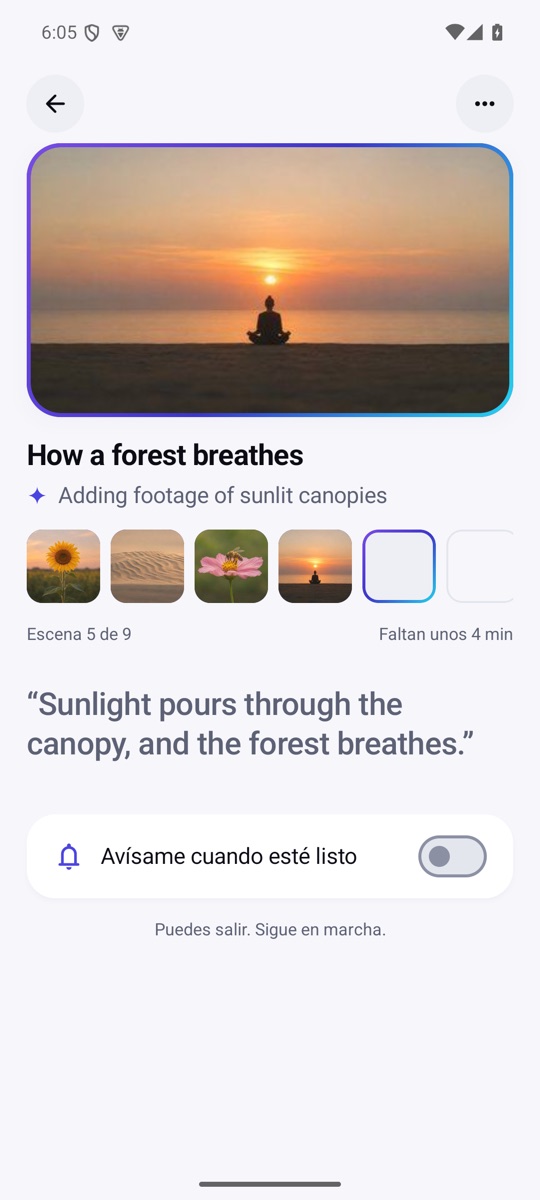 6:05
How a forest breathes
Adding footage of sunlit canopies
Escena 5 de 9
Faltan unos 4 min
“Sunlight pours through the
canopy, and the forest breathes.”
Avísame cuando esté listo
Puedes salir. Sigue en marcha.